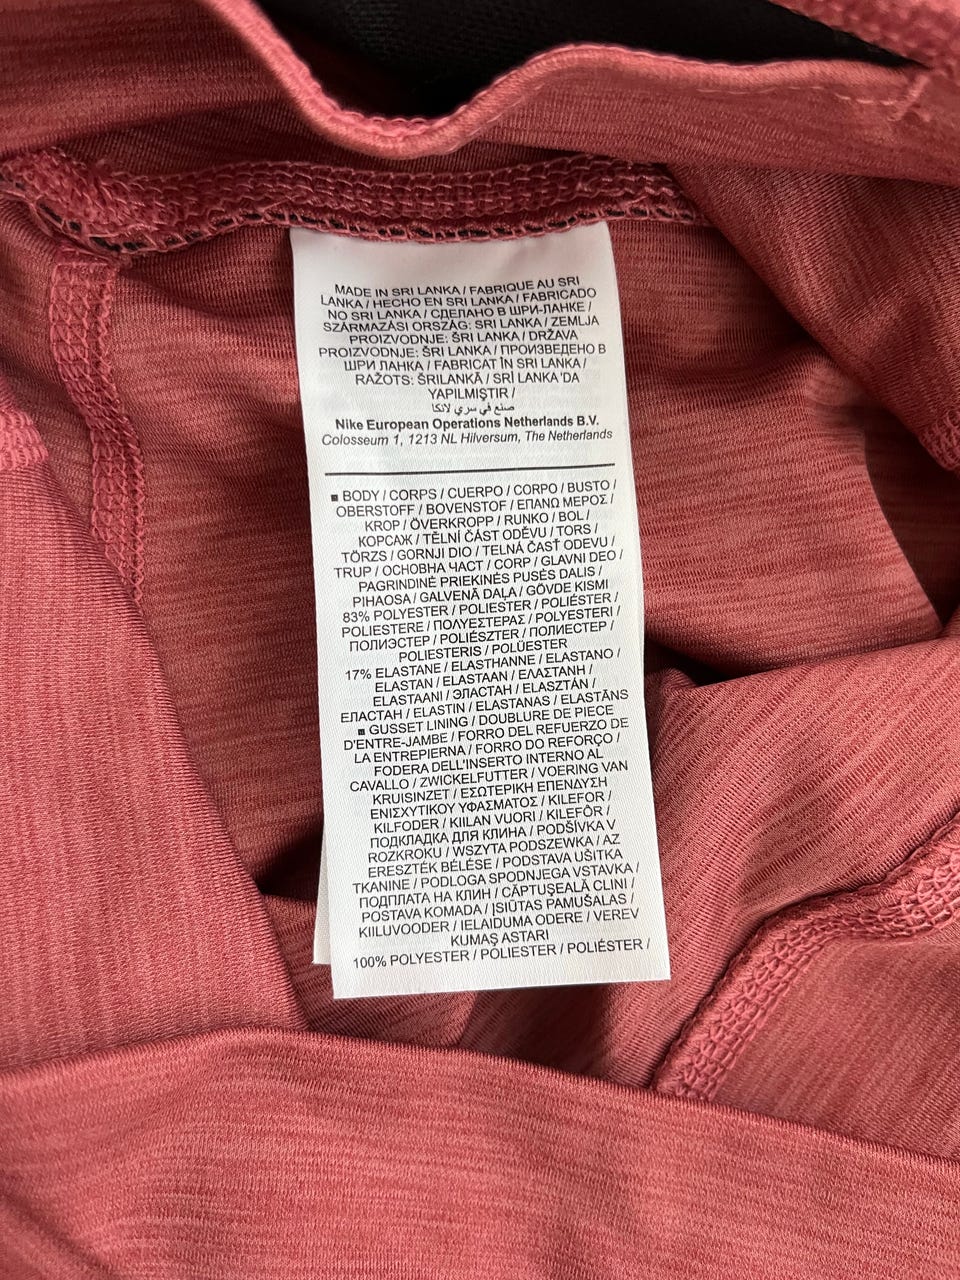 MADE IN SRI LANKA / FABRIQUE AU SRI
LANKA / HECHO EN SRI LANKA / FABRICADO
NO SRI LANKA / СДЕЛАНО В ШРИ-ЛАНКЕ /
SZÁRMAZÁSI ORSZÁG: SRI LANKA / ZEMLJA
PROIZVODNJE: ŠRI LANKA / DRŽAVA
PROIZVODNJE: ŠRI LANKA / ПРОИЗВЕДЕНО В
ШРИ ЛАНКА / FABRICAT ÎN SRI LANKA /
RAŽOTS: ŠRILANKĀ / SRİ LANKA'DA
YAPILMIŞTIR /
صنع في سري لانكا
Nike European Operations Netherlands B.V.
Colosseum 1, 1213 NL Hilversum, The Netherlands
■ BODY / CORPS / CUERPO / CORPO / BUSTO /
OBERSTOFF / BOVENSTOF / ΕΠΑΝΩ ΜΕΡΟΣ /
KROP / ÖVERKROPP / RUNKO / BOL /
КОРСАЖ / TĚLNÍ ČÁST ODĚVU / TORS /
TÖRZS / GORNJI DIO / TELNÁ ČASŤ ODEVU /
TRUP / ОСНОВНА ЧАСТ / CORP / GLAVNI DEO /
PAGRINDINĖ PRIEKINĖS PUSĖS DALIS /
PIHAOSA / GALVENĀ DAĻA / GÖVDE KISMI
83% POLYESTER / POLIESTER / POLIÉSTER /
POLIESTERE / ΠΟΛΥΕΣΤΕΡΑΣ / POLYESTERI /
ПОЛИЭСТЕР / POLIÉSZTER / ПОЛИЕСТЕР /
POLIESTERIS / POLÜESTER
17% ELASTANE / ELASTHANNE / ELASTANO /
ELASTAN / ELASTAAN / ΕΛΑΣΤΑΝΗ /
ELASTAANI / ЭЛАСТАН / ELASZTÁN /
ЕЛАСТАН / ELASTIN / ELASTANAS / ELASTĀNS
■ GUSSET LINING / DOUBLURE DE PIECE
D'ENTRE-JAMBE / FORRO DEL REFUERZO DE
LA ENTREPIERNA / FORRO DO REFORÇO /
FODERA DELL'INSERTO INTERNO AL
CAVALLO / ZWICKELFUTTER / VOERING VAN
KRUISINZET / ΕΣΩΤΕΡΙΚΗ ΕΠΕΝΔΥΣΗ
ΕΝΙΣΧΥΤΙΚΟΥ ΥΦΑΣΜΑΤΟΣ / KILEFOR /
KILFODER / KIILAN VUORI / KILEFÔR /
ПОДКЛАДКА ДЛЯ КЛИНА / PODŠÍVKA V
ROZKROKU / WSZYTA PODSZEWKA / AZ
ERESZTÉK BÉLÉSE / PODSTAVA UŠITKA
TKANINE / PODLOGA SPODNJEGA VSTAVKA /
ПОДПЛАТА НА КЛИН / CĂPTUŞEALĂ CLINI /
POSTAVA KOMADA / ĮSIŪTAS PAMUŠALAS /
KIILUVOODER / IELAIDUMA ODERE / VEREV
KUMAŞ ASTARI
100% POLYESTER / POLIESTER / POLIÉSTER /